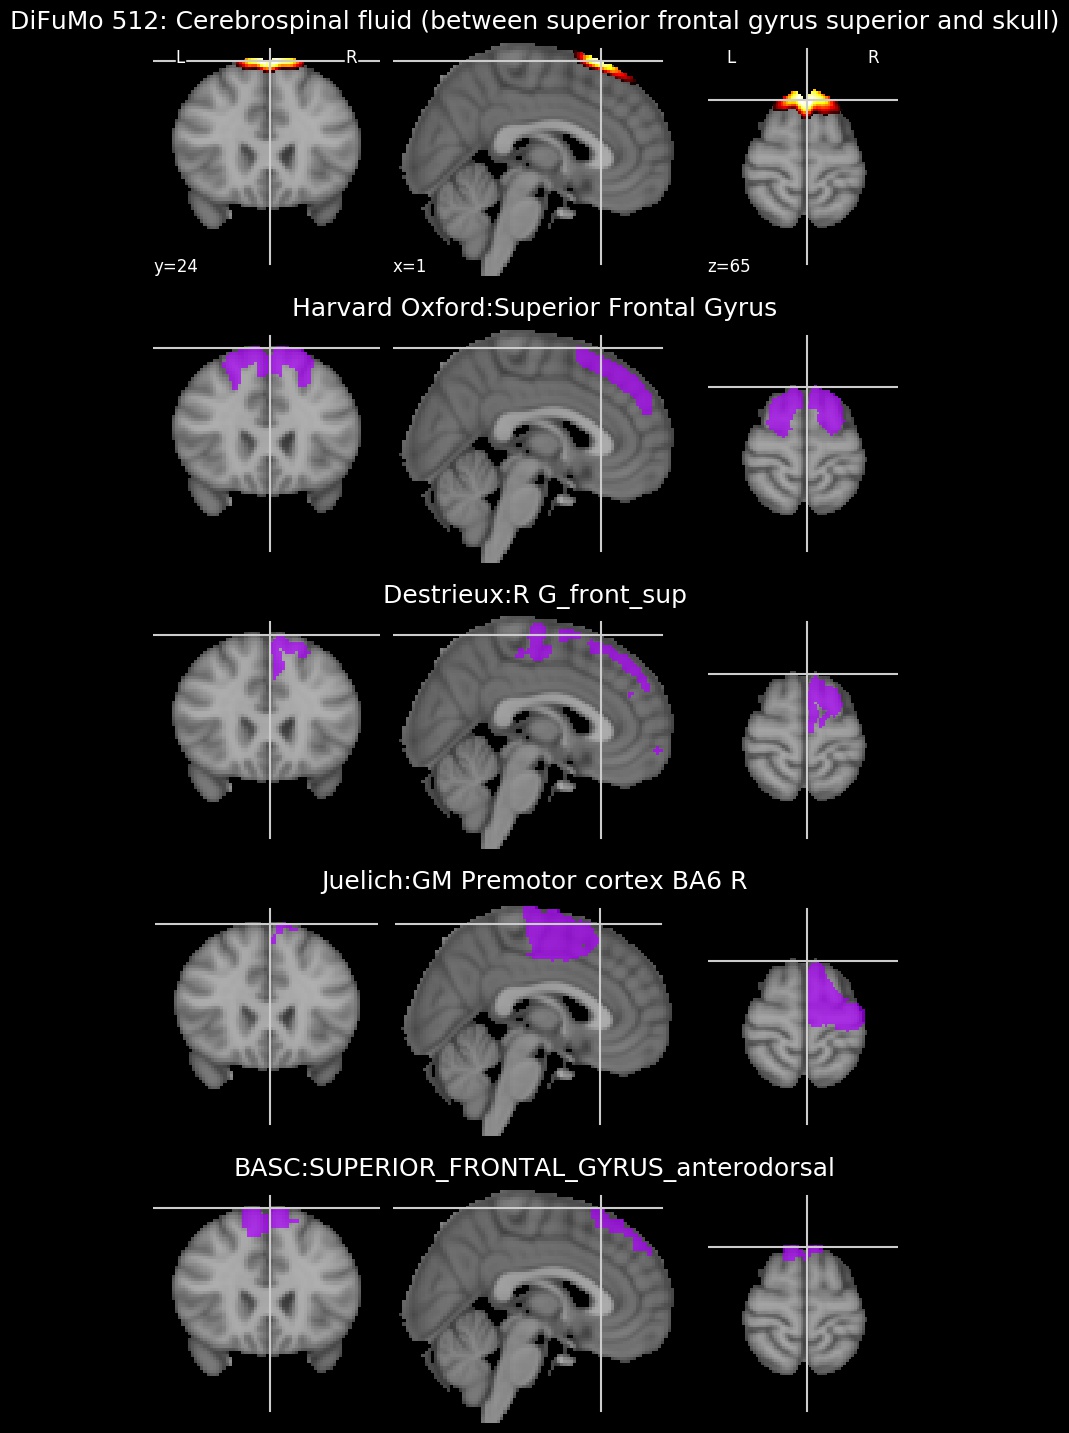 DiFuMo 512: Cerebrospinal fluid (between superior frontal gyrus superior and skull)
L R L R
y=24 x=1 z=65
Harvard Oxford:Superior Frontal Gyrus
Destrieux:R G_front_sup
Juelich:GM Premotor cortex BA6 R
BASC:SUPERIOR_FRONTAL_GYRUS_anterodorsal